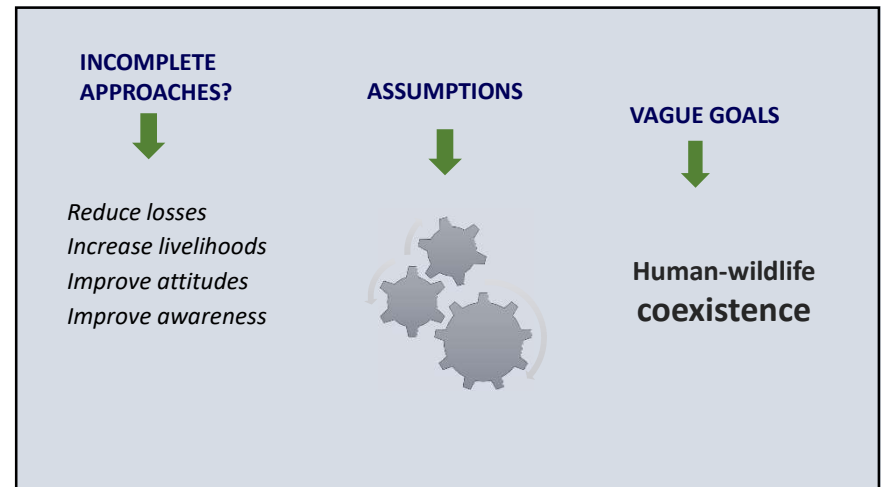 INCOMPLETE
APPROACHES?
ASSUMPTIONS
VAGUE GOALS
Reduce losses
Increase livelihoods
Improve attitudes
Improve awareness
Human-wildlife
coexistence